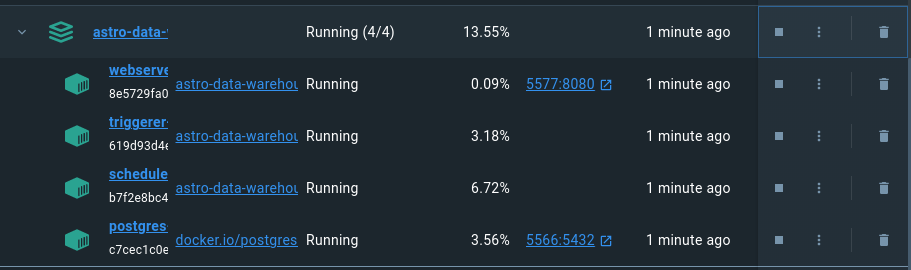 astro-data- Running (4/4) 13.55% 1 minute ago
webserve
8e5729fa0 astro-data-warehou Running 0.09% 5577:8080 1 minute ago
triggerer-
619d93d4e astro-data-warehou Running 3.18% 1 minute ago
schedule
b7f2e8bc4 astro-data-warehou Running 6.72% 1 minute ago
postgres
c7cec1c0e docker.io/postgres Running 3.56% 5566:5432 1 minute ago